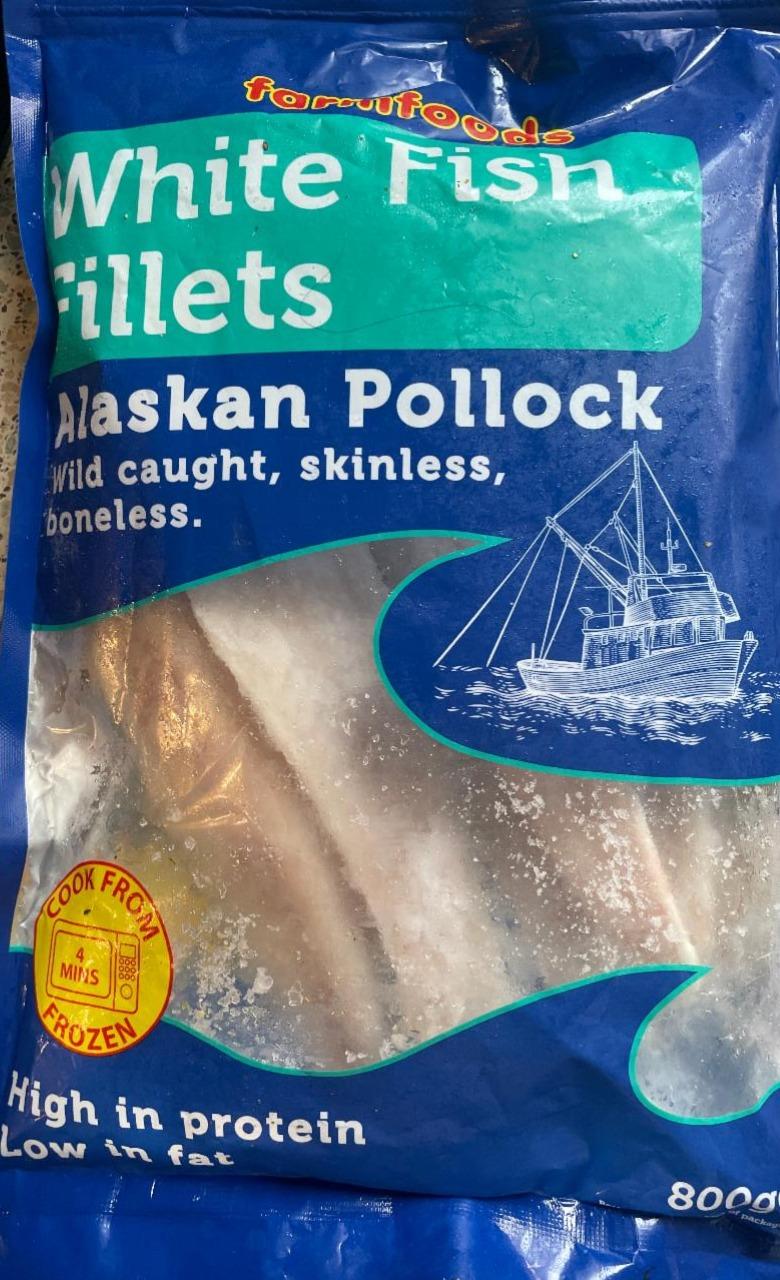 farmfoods
White Fish
Fillets
Alaskan Pollock
Wild caught, skinless,
boneless.
COOK FROM
4
MINS
FROZEN
High in protein
Low in fat
800g